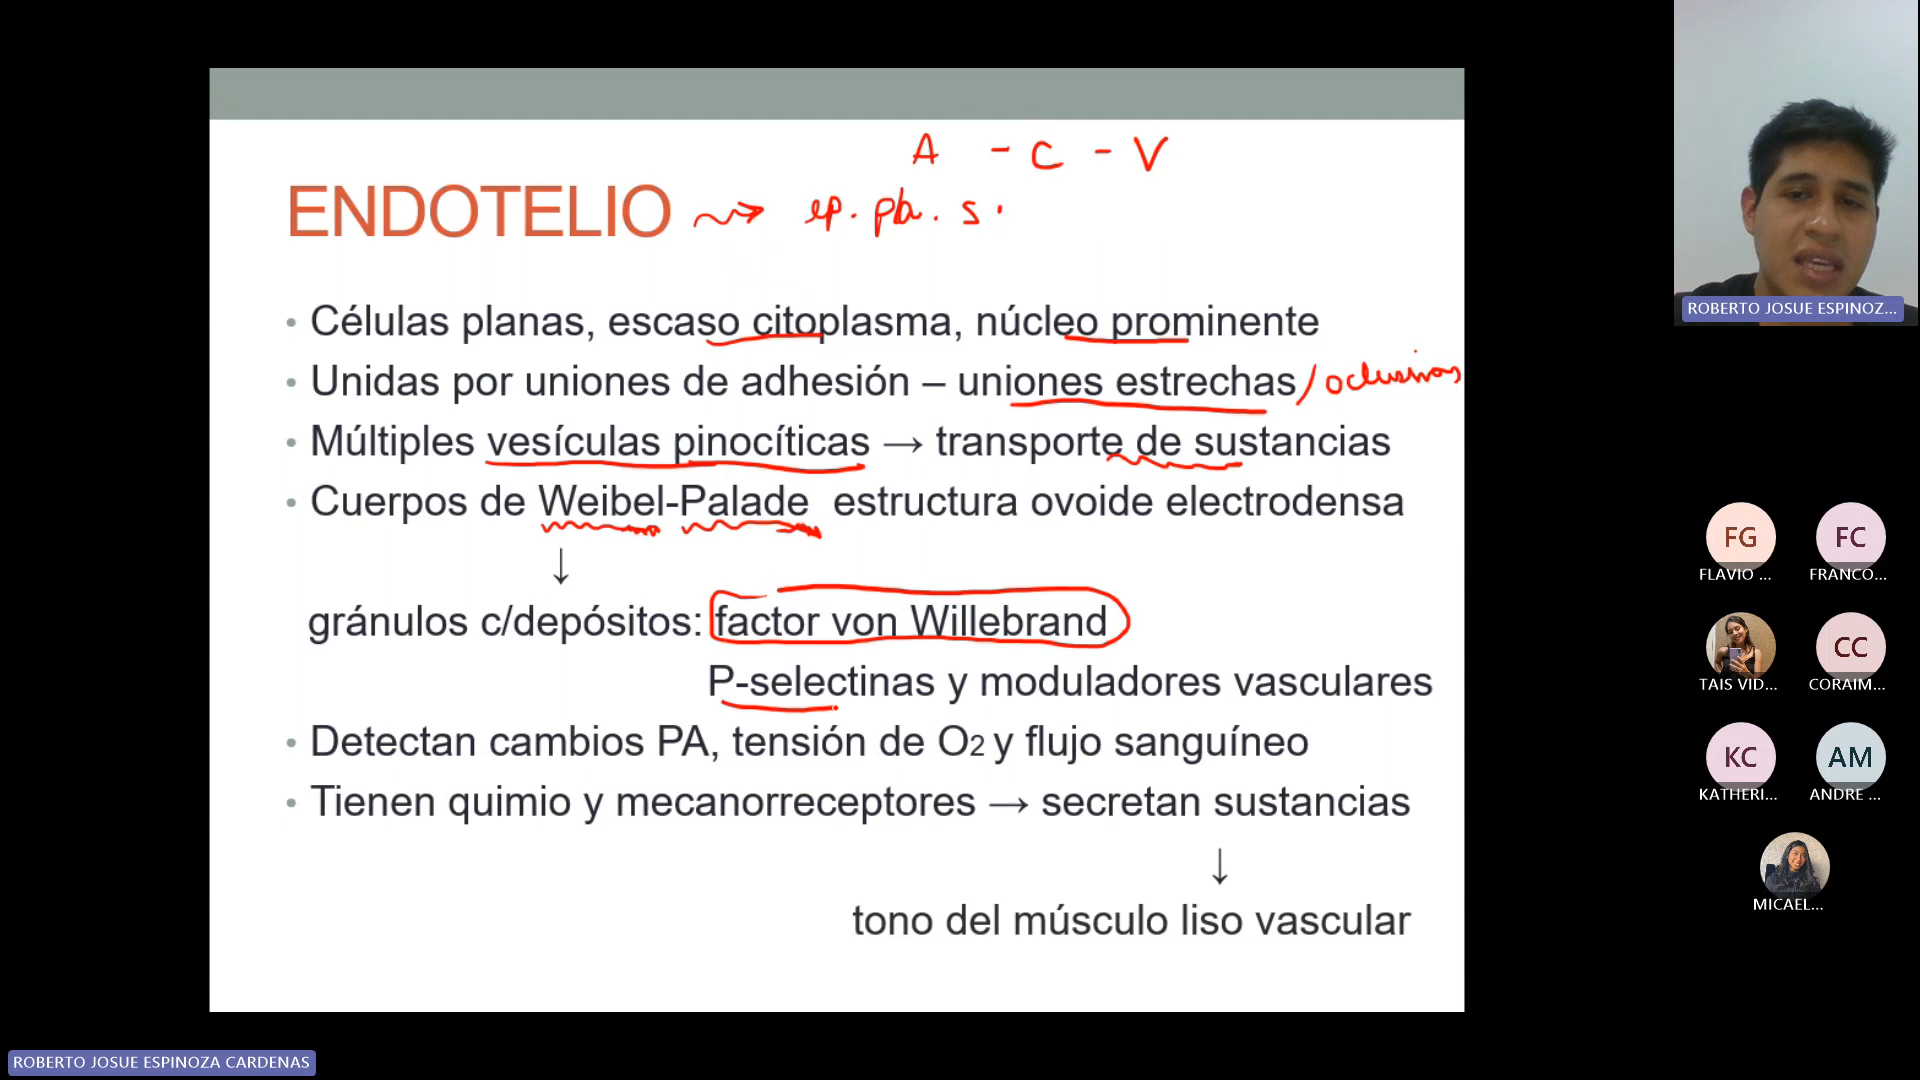 A - C - V
ENDOTELIO ep. pla. s.
• Células planas, escaso citoplasma, núcleo prominente
• Unidas por uniones de adhesión – uniones estrechas / oclusivas
• Múltiples vesículas pinocíticas → transporte de sustancias
• Cuerpos de Weibel-Palade estructura ovoide electrodensa
↓
gránulos c/depósitos: factor von Willebrand
P-selectinas y moduladores vasculares
• Detectan cambios PA, tensión de O2 y flujo sanguíneo
• Tienen quimio y mecanorreceptores → secretan sustancias
↓
tono del músculo liso vascular
ROBERTO JOSUE ESPINOZ...
FG
FLAVIO ...
FC
FRANCO...
TAIS VID...
CC
CORAIM...
KC
KATHERI...
AM
ANDRE ...
MICAEL...
ROBERTO JOSUE ESPINOZA CARDENAS